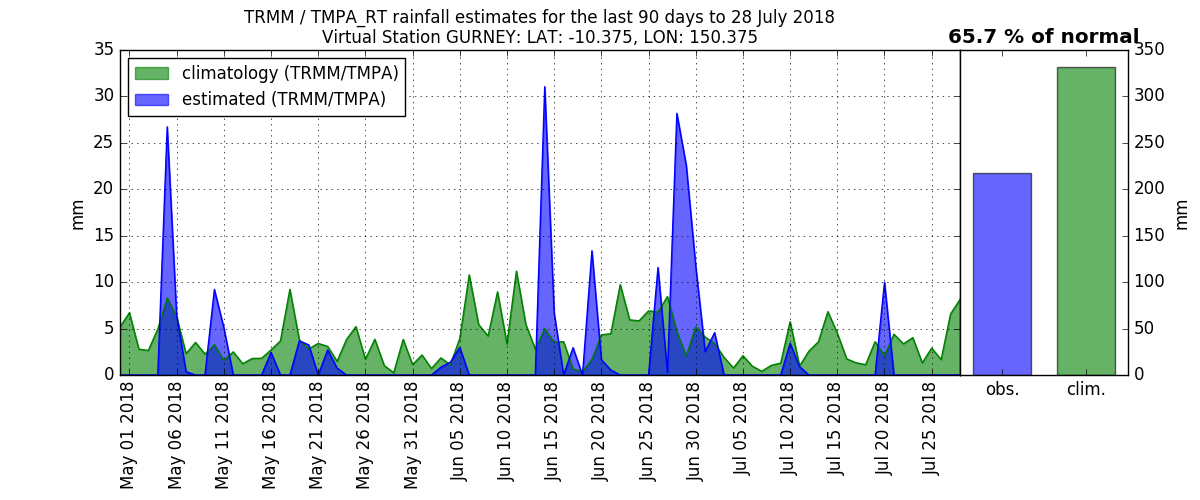 TRMM / TMPA_RT rainfall estimates for the last 90 days to 28 July 2018
Virtual Station GURNEY: LAT: -10.375, LON: 150.375
65.7 % of normal
climatology (TRMM/TMPA)
estimated (TRMM/TMPA)
35
30
25
20
15
10
5
0
mm
May 01 2018
May 06 2018
May 11 2018
May 16 2018
May 21 2018
May 26 2018
May 31 2018
Jun 05 2018
Jun 10 2018
Jun 15 2018
Jun 20 2018
Jun 25 2018
Jun 30 2018
Jul 05 2018
Jul 10 2018
Jul 15 2018
Jul 20 2018
Jul 25 2018
350
300
250
200
150
100
50
0
mm
obs.
clim.